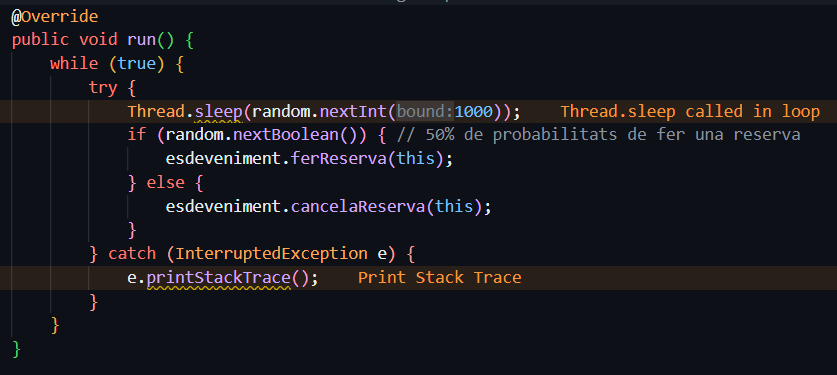 @Override
public void run() {
while (true) {
try {
Thread.sleep(random.nextInt(bound:1000)); Thread.sleep called in loop
if (random.nextBoolean()) { // 50% de probabilitats de fer una reserva
esdeveniment.ferReserva(this);
} else {
esdeveniment.cancelaReserva(this);
}
} catch (InterruptedException e) {
e.printStackTrace(); Print Stack Trace
}
}
}